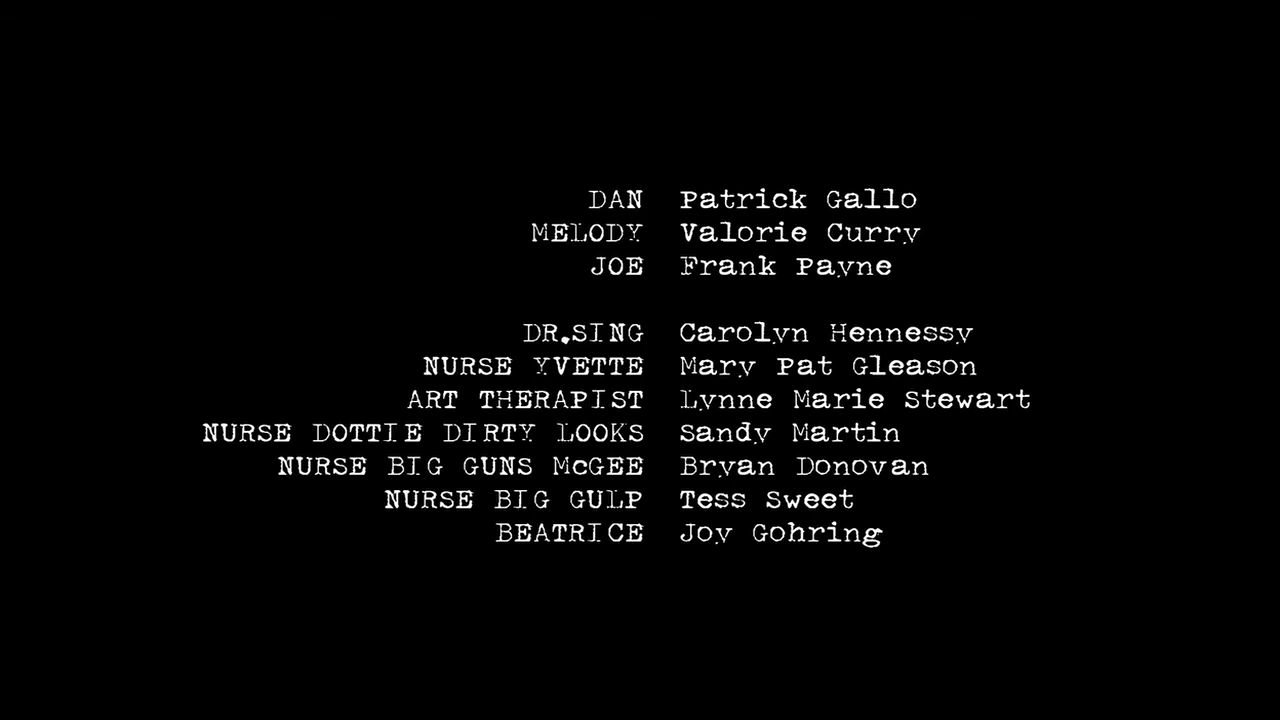 DAN Patrick Gallo
MELODY Valorie Curry
JOE Frank Payne
DR.SING Carolyn Hennessy
NURSE YVETTE Mary Pat Gleason
ART THERAPIST Lynne Marie Stewart
NURSE DOTTIE DIRTY LOOKS Sandy Martin
NURSE BIG GUNS McGEE Bryan Donovan
NURSE BIG GULP Tess Sweet
BEATRICE Joy Gohring